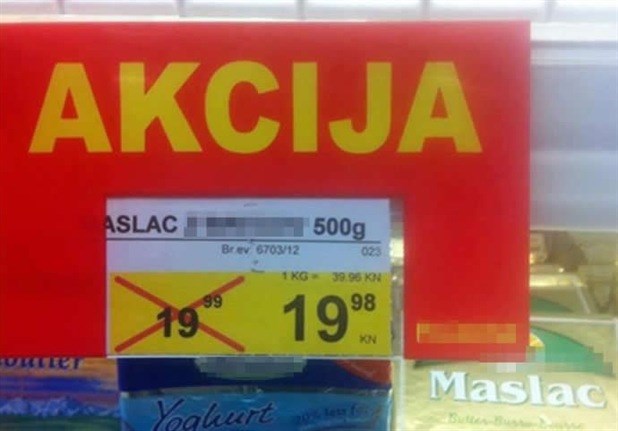 AKCIJA
ASLAC 500g
Br.ev 6703/12 023
1 KG = 39.96 KN
19 99 19 98
KN
Yoghurt
Maslac